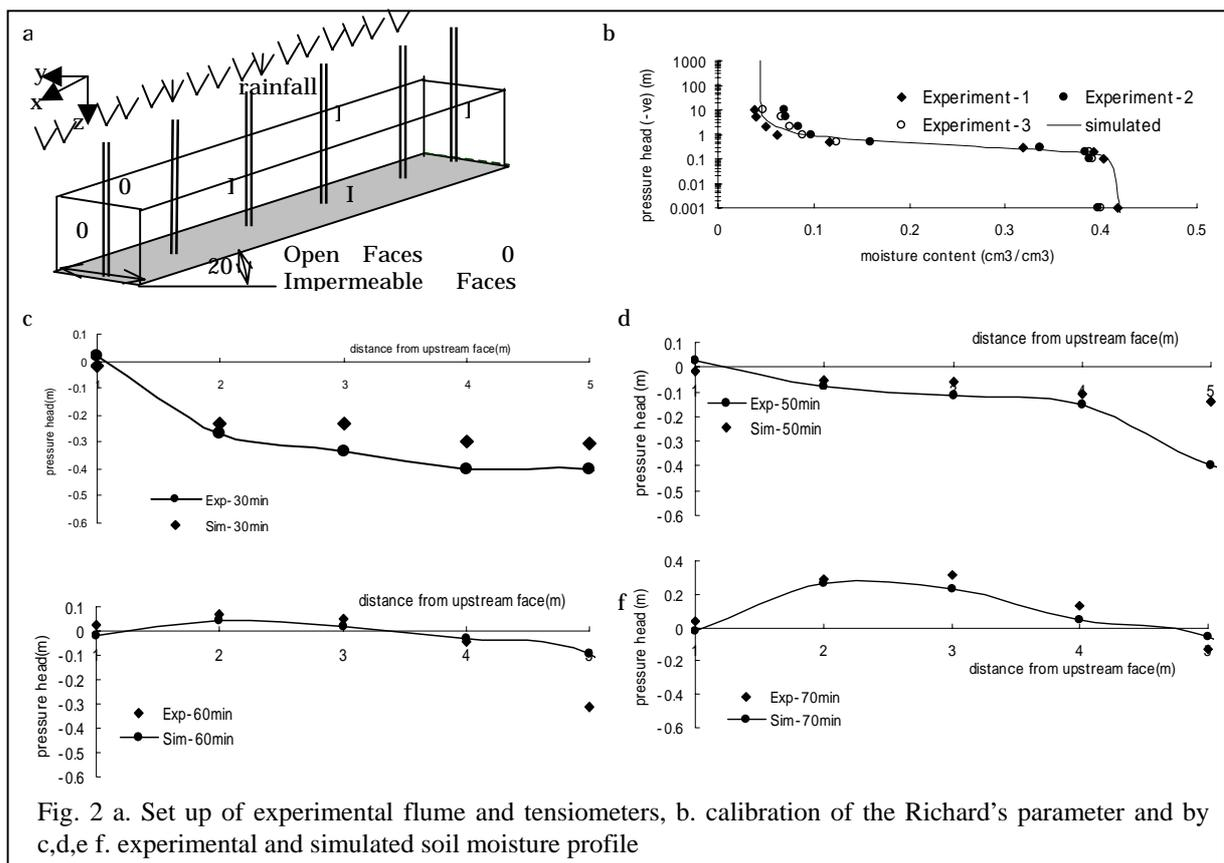 a
y
x
z
rainfall
I
I
0
I
I
0
20
Open Faces 0
Impermeable Faces
b
pressure head (-ve) (m)
1000
100
10
1
0.1
0.01
0.001
0 0.1 0.2 0.3 0.4 0.5
moisture content (cm3/cm3)
Experiment-1
Experiment-2
Experiment-3
simulated
c
pressure head(m)
distance from upstream face(m)
0.1
0
-0.1
-0.2
-0.3
-0.4
-0.5
-0.6
1 2 3 4 5
Exp-30min
Sim-30min
d
pressure head (m)
distance from upstream face(m)
0.1
0
-0.1
-0.2
-0.3
-0.4
-0.5
-0.6
1 2 3 4 5
Exp-50min
Sim-50min
pressure head(m)
distance from upstream face(m)
0.1
0
-0.1
-0.2
-0.3
-0.4
-0.5
-0.6
1 2 3 4 5
Exp-60min
Sim-60min
f
pressure head (m)
0.4
0.2
0
-0.2
-0.4
-0.6
1 2 3 4 5
distance from upstream face(m)
Exp-70min
Sim-70min
Fig. 2 a. Set up of experimental flume and tensiometers, b. calibration of the Richard's parameter and by
c,d,e f. experimental and simulated soil moisture profile